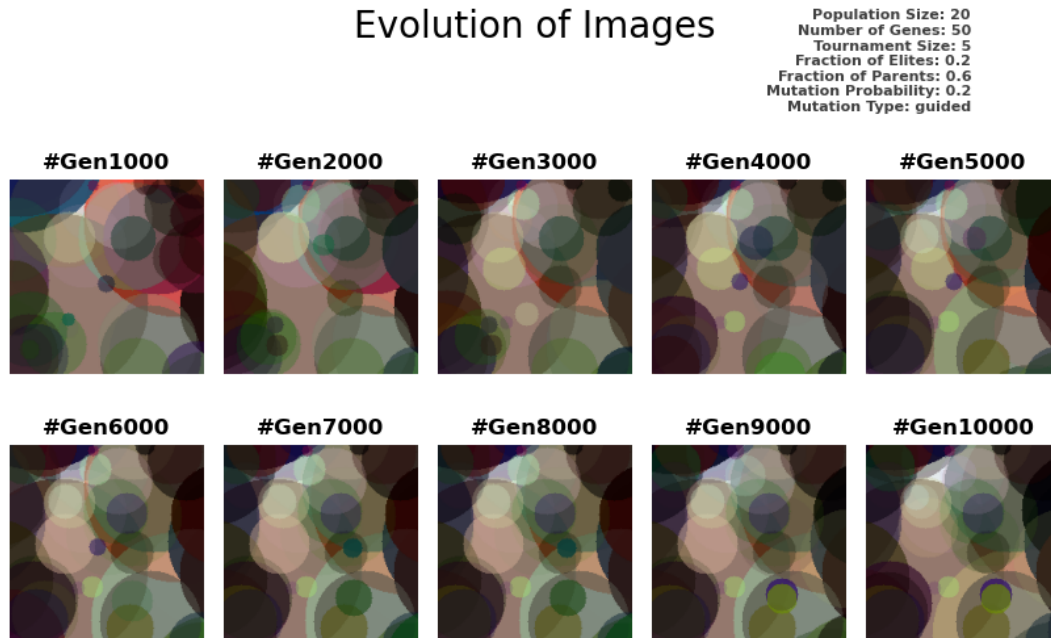 Evolution of Images
Population Size: 20
Number of Genes: 50
Tournament Size: 5
Fraction of Elites: 0.2
Fraction of Parents: 0.6
Mutation Probability: 0.2
Mutation Type: guided
#Gen1000 #Gen2000 #Gen3000 #Gen4000 #Gen5000
#Gen6000 #Gen7000 #Gen8000 #Gen9000 #Gen10000